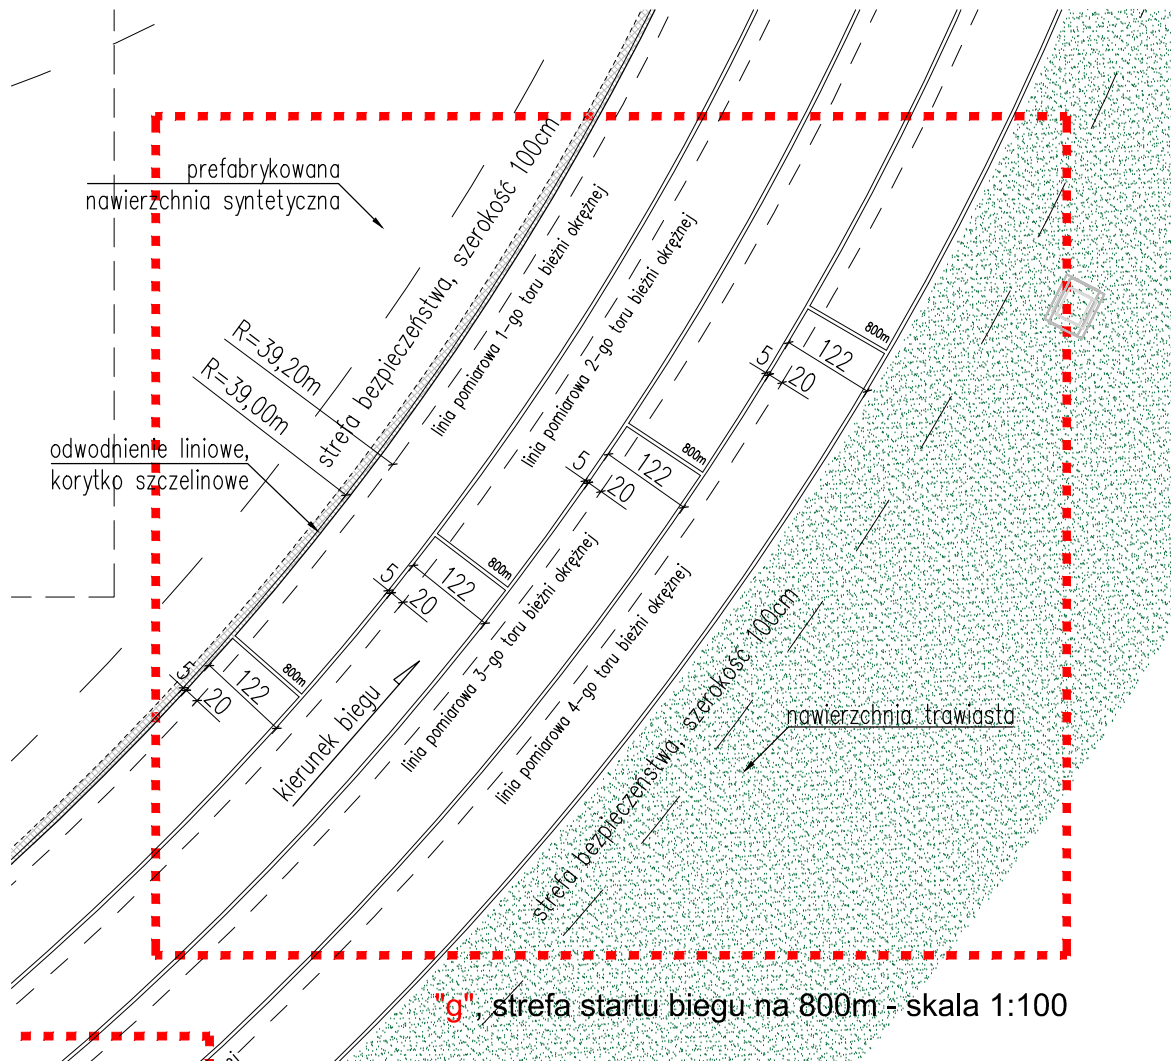 strefa bezpieczeństwa, szerokość 100cm
prefabrykowana
nawierzchnia syntetyczna
linia pomiarowa 1-go toru bieżni okrężnej
linia pomiarowa 2-go toru bieżni okrężnej
R=39,20m
R=39,00m
odwodnienie liniowe,
korytko szczelinowe
800m
5
122
20
800m
5
122
20
800m
5
122
20
800m
5
122
20
kierunek biegu
linia pomiarowa 3-go toru bieżni okrężnej
linia pomiarowa 4-go toru bieżni okrężnej
strefa bezpieczeństwa, szerokość 100cm
nawierzchnia trawiasta
"g", strefa startu biegu na 800m - skala 1:100